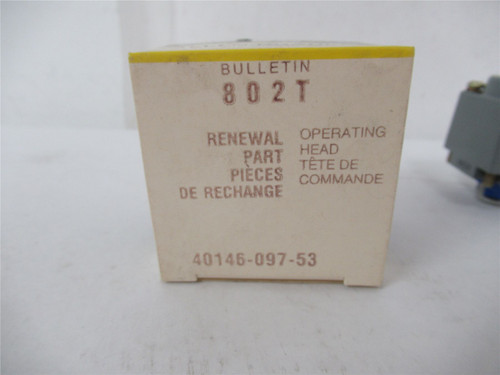 BULLETIN
802T
RENEWAL
PART
PIÈCES
DE RECHANGE
OPERATING
HEAD
TÊTE DE
COMMANDE
40146-097-53